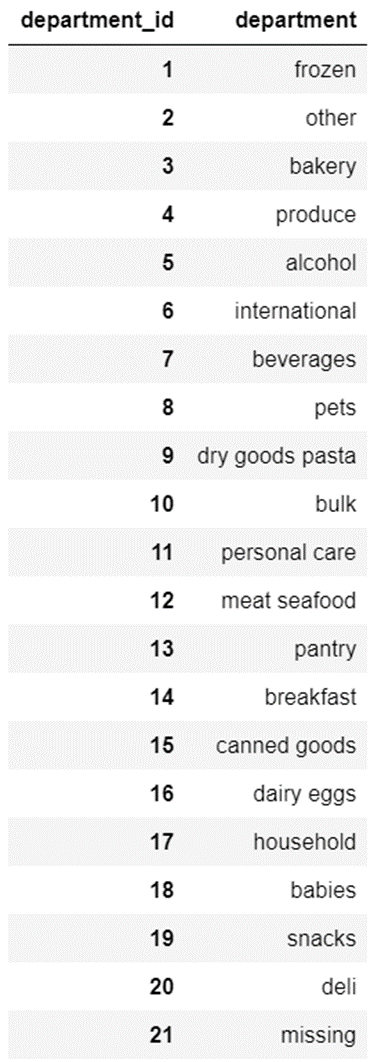 department_id department
1 frozen
2 other
3 bakery
4 produce
5 alcohol
6 international
7 beverages
8 pets
9 dry goods pasta
10 bulk
11 personal care
12 meat seafood
13 pantry
14 breakfast
15 canned goods
16 dairy eggs
17 household
18 babies
19 snacks
20 deli
21 missing